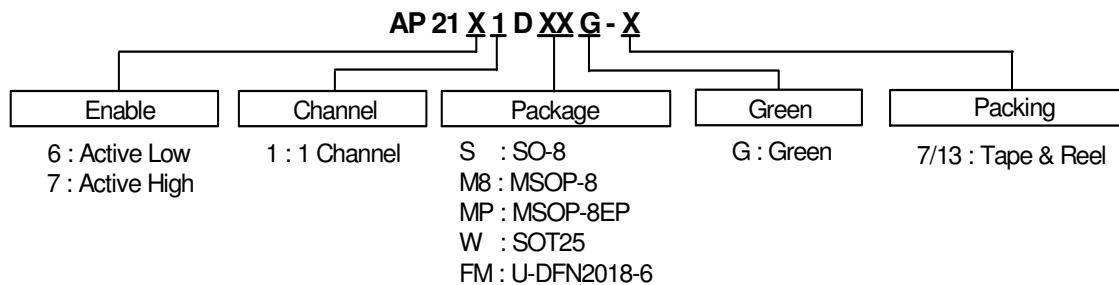 AP 21 X 1 D XX G - X
Enable Channel Package Green Packing
6 : Active Low
7 : Active High
1 : 1 Channel
S : SO-8
M8 : MSOP-8
MP : MSOP-8EP
W : SOT25
FM : U-DFN2018-6
G : Green
7/13 : Tape & Reel